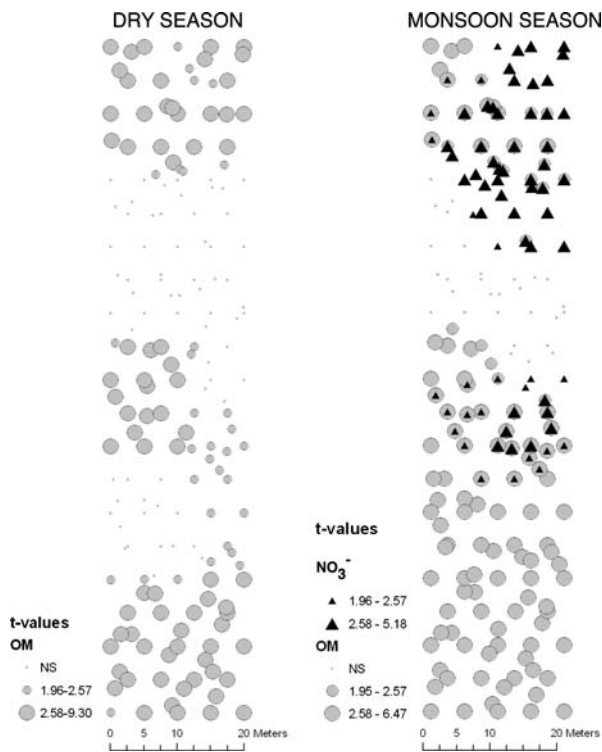 DRY SEASON
MONSOON SEASON
t-values
OM
NS
1.96-2.57
2.58-9.30
0 5 10 15 20 Meters
t-values
NO3-
1.96 - 2.57
2.58 - 5.18
OM
NS
1.95 - 2.57
2.58 - 6.47
0 5 10 20 Meters